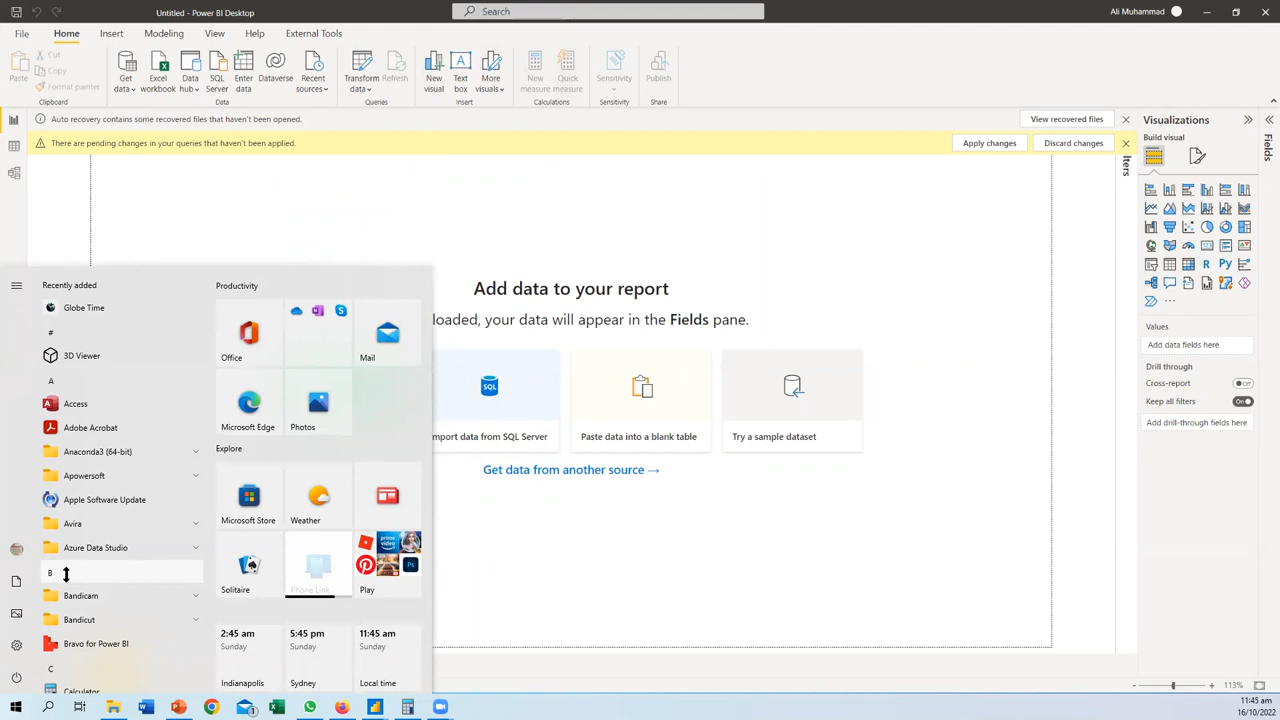 Untitled - Power BI Desktop
Search
Ali Muhammad
File
Home
Insert
Modeling
View
Help
External Tools
Paste
Cut
Copy
Format painter
Clipboard
Get data
Excel workbook
Data hub
SQL Server
Enter data
Dataverse
Recent sources
Data
Transform data
Refresh
Queries
New visual
Text box
More visuals
Insert
New measure
Quick measure
Calculations
Sensitivity
Sensitivity
Publish
Share
Auto recovery contains some recovered files that haven't been opened.
View recovered files
There are pending changes in your queries that haven't been applied.
Apply changes
Discard changes
lters
Visualizations
Build visual
Fields
Values
Add data fields here
Drill through
Cross-report
Off
Keep all filters
On
Add drill-through fields here
Add data to your report
loaded, your data will appear in the Fields pane.
SQL
mport data from SQL Server
Paste data into a blank table
Try a sample dataset
Get data from another source →
Recently added
Globe Time
#
3D Viewer
A
Access
Adobe Acrobat
Anaconda3 (64-bit)
Apowersoft
Apple Software Update
Avira
Azure Data Studio
B
Bandicam
Bandicut
Bravo for Power BI
C
Calculator
Productivity
Office
Mail
Microsoft Edge
Photos
Explore
Microsoft Store
Weather
Solitaire
Phone Link
prime video
Ps
Play
2:45 am
Sunday
Indianapolis
5:45 pm
Sunday
Sydney
11:45 am
Sunday
Local time
113%
11:45 am
16/10/2022